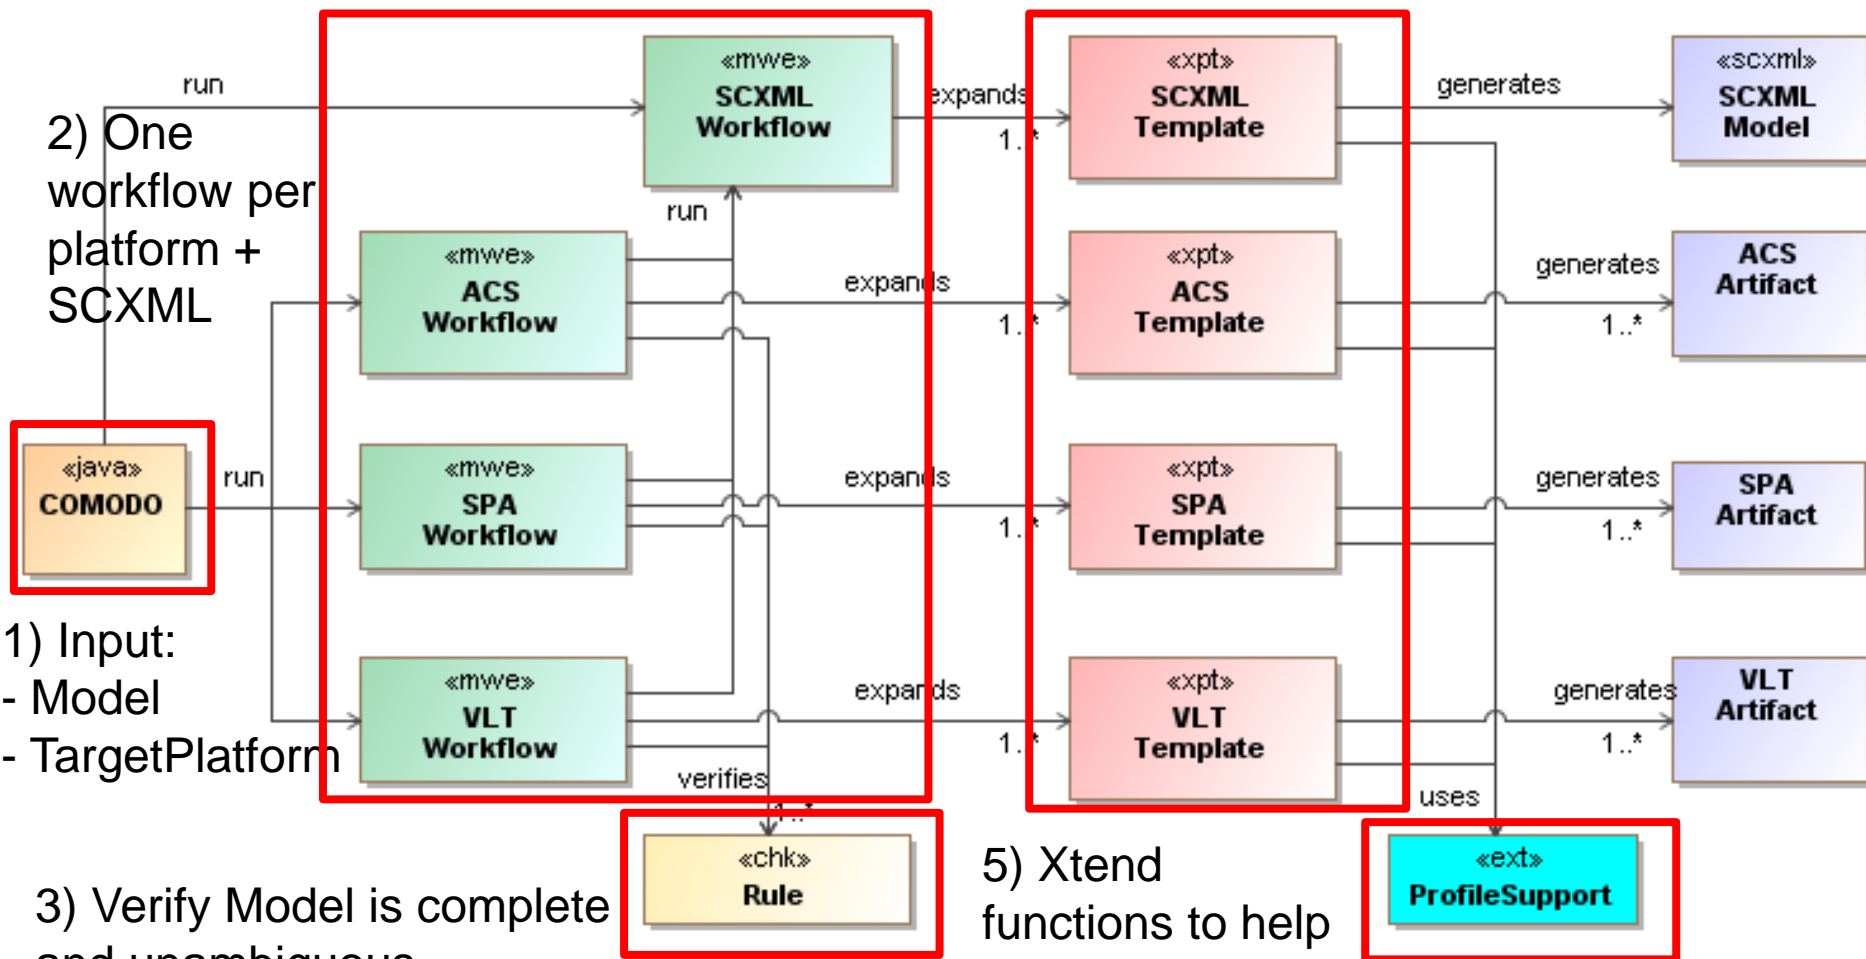 run
2) One
workflow per
platform +
SCXML
«mwe»
SCXML
Workflow
expands
1..*
«xpt»
SCXML
Template
generates
«scxml»
SCXML
Model
run
«mwe»
ACS
Workflow
expands
1..*
«xpt»
ACS
Template
generates
1..*
ACS
Artifact
«java»
COMODO
run
«mwe»
SPA
Workflow
expands
1..*
«xpt»
SPA
Template
generates
1..*
SPA
Artifact
1) Input:
- Model
- TargetPlatform
«mwe»
VLT
Workflow
expands
1..*
«xpt»
VLT
Template
generates
1..*
VLT
Artifact
verifies
1..*
uses
«chk»
Rule
5) Xtend
functions to help
«ext»
ProfileSupport
3) Verify Model is complete
and unambiguous